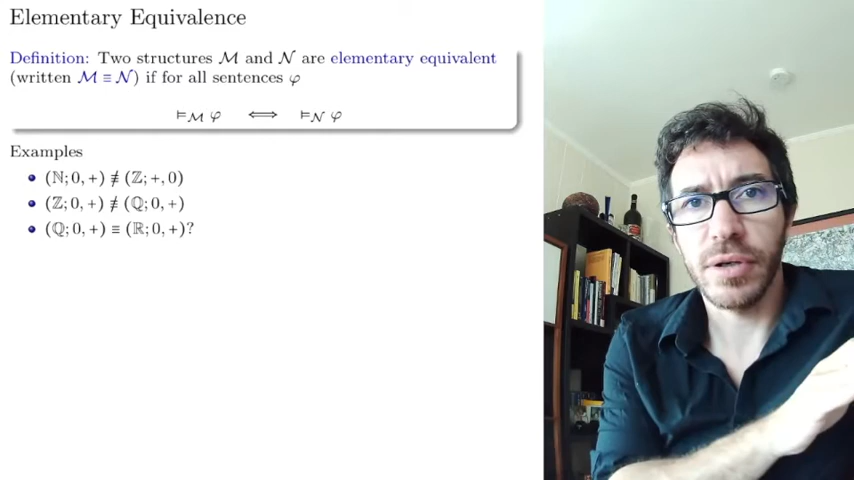 Elementary Equivalence
Definition: Two structures ℳ and 𝒩 are elementary equivalent
(written ℳ ≡ 𝒩) if for all sentences φ
⊨ℳ φ ⟺ ⊨𝒩 φ
Examples
• (ℕ; 0, +) ≢ (ℤ; +, 0)
• (ℤ; 0, +) ≢ (ℚ; 0, +)
• (ℚ; 0, +) ≡ (ℝ; 0, +)?